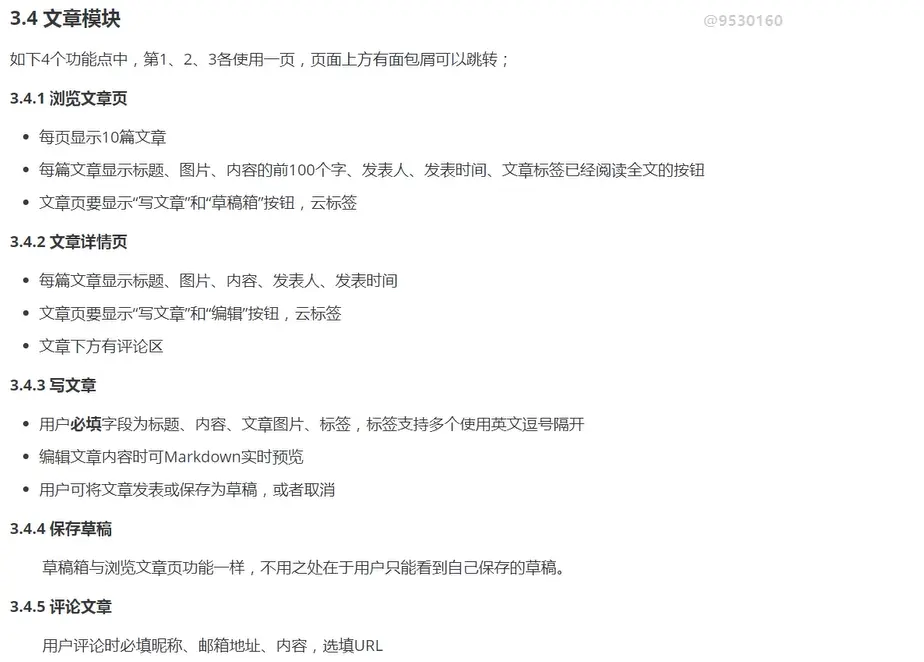 3.4 文章模块
@9530160
如下4个功能点中，第1、2、3各使用一页，页面上方有面包屑可以跳转；
3.4.1 浏览文章页
• 每页显示10篇文章
• 每篇文章显示标题、图片、内容的前100个字、发表人、发表时间、文章标签已经阅读全文的按钮
• 文章页要显示“写文章”和“草稿箱”按钮，云标签
3.4.2 文章详情页
• 每篇文章显示标题、图片、内容、发表人、发表时间
• 文章页要显示“写文章”和“编辑”按钮，云标签
• 文章下方有评论区
3.4.3 写文章
• 用户必填字段为标题、内容、文章图片、标签，标签支持多个使用英文逗号隔开
• 编辑文章内容时可Markdown实时预览
• 用户可将文章发表或保存为草稿，或者取消
3.4.4 保存草稿
草稿箱与浏览文章页功能一样，不用之处在于用户只能看到自己保存的草稿。
3.4.5 评论文章
用户评论时必填昵称、邮箱地址、内容，选填URL